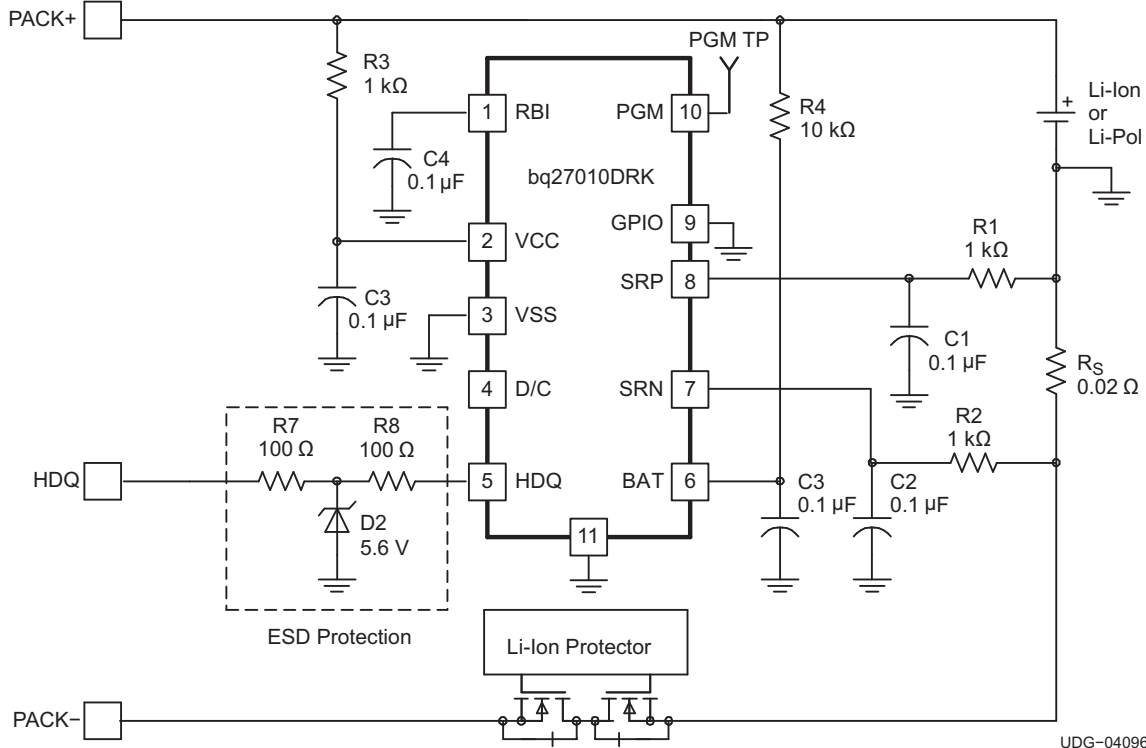 PACK+
R3
1 kΩ
PGM TP
R4
10 kΩ
+
Li-Ion
or
Li-Pol
1
RBI
PGM
10
C4
0.1 µF
bq27010DRK
GPIO
9
R1
1 kΩ
2
VCC
SRP
8
C3
0.1 µF
3
VSS
C1
0.1 µF
4
D/C
SRN
7
RS
0.02 Ω
R7
100 Ω
R8
100 Ω
R2
1 kΩ
HDQ
5
HDQ
BAT
6
C3
0.1 µF
C2
0.1 µF
D2
5.6 V
11
ESD Protection
Li-Ion Protector
PACK−
UDG−04096